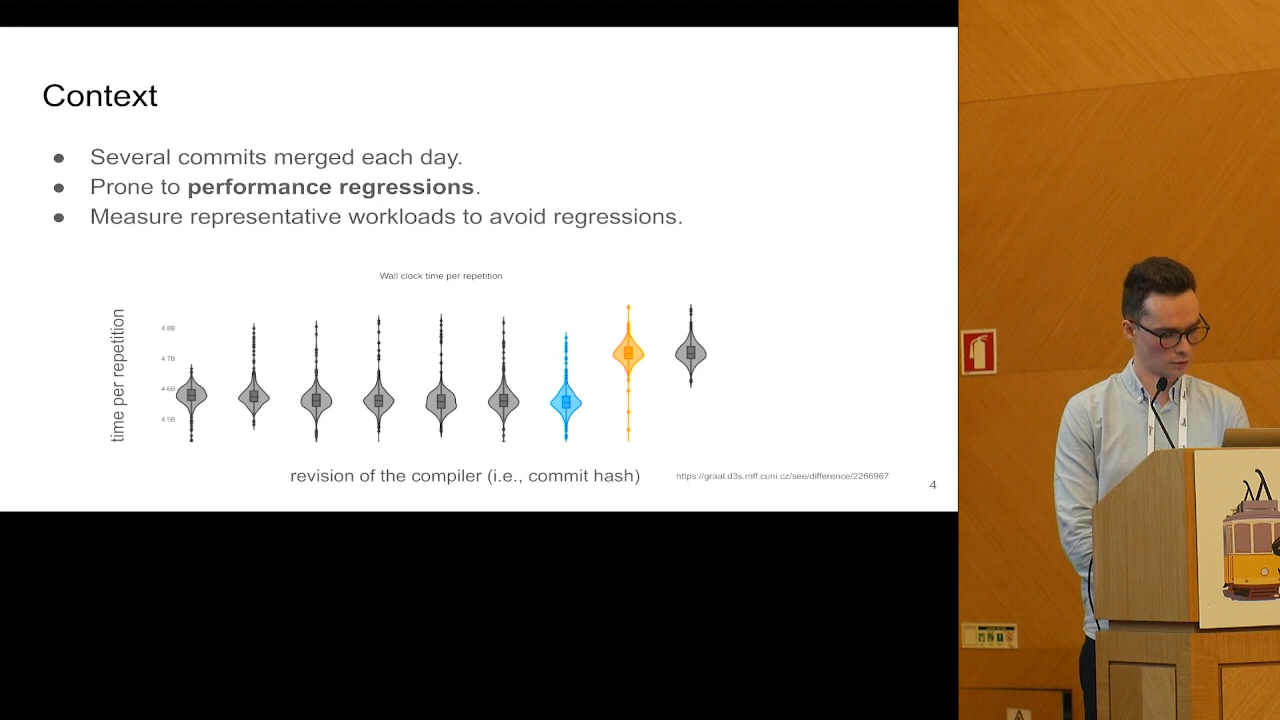 Context
● Several commits merged each day.
● Prone to performance regressions.
● Measure representative workloads to avoid regressions.
Wall clock time per repetition
time per repetition
4.8B
4.7B
4.6B
4.5B
revision of the compiler (i.e., commit hash)
https://graal.d3s.mff.cuni.cz/see/difference/2266967
4